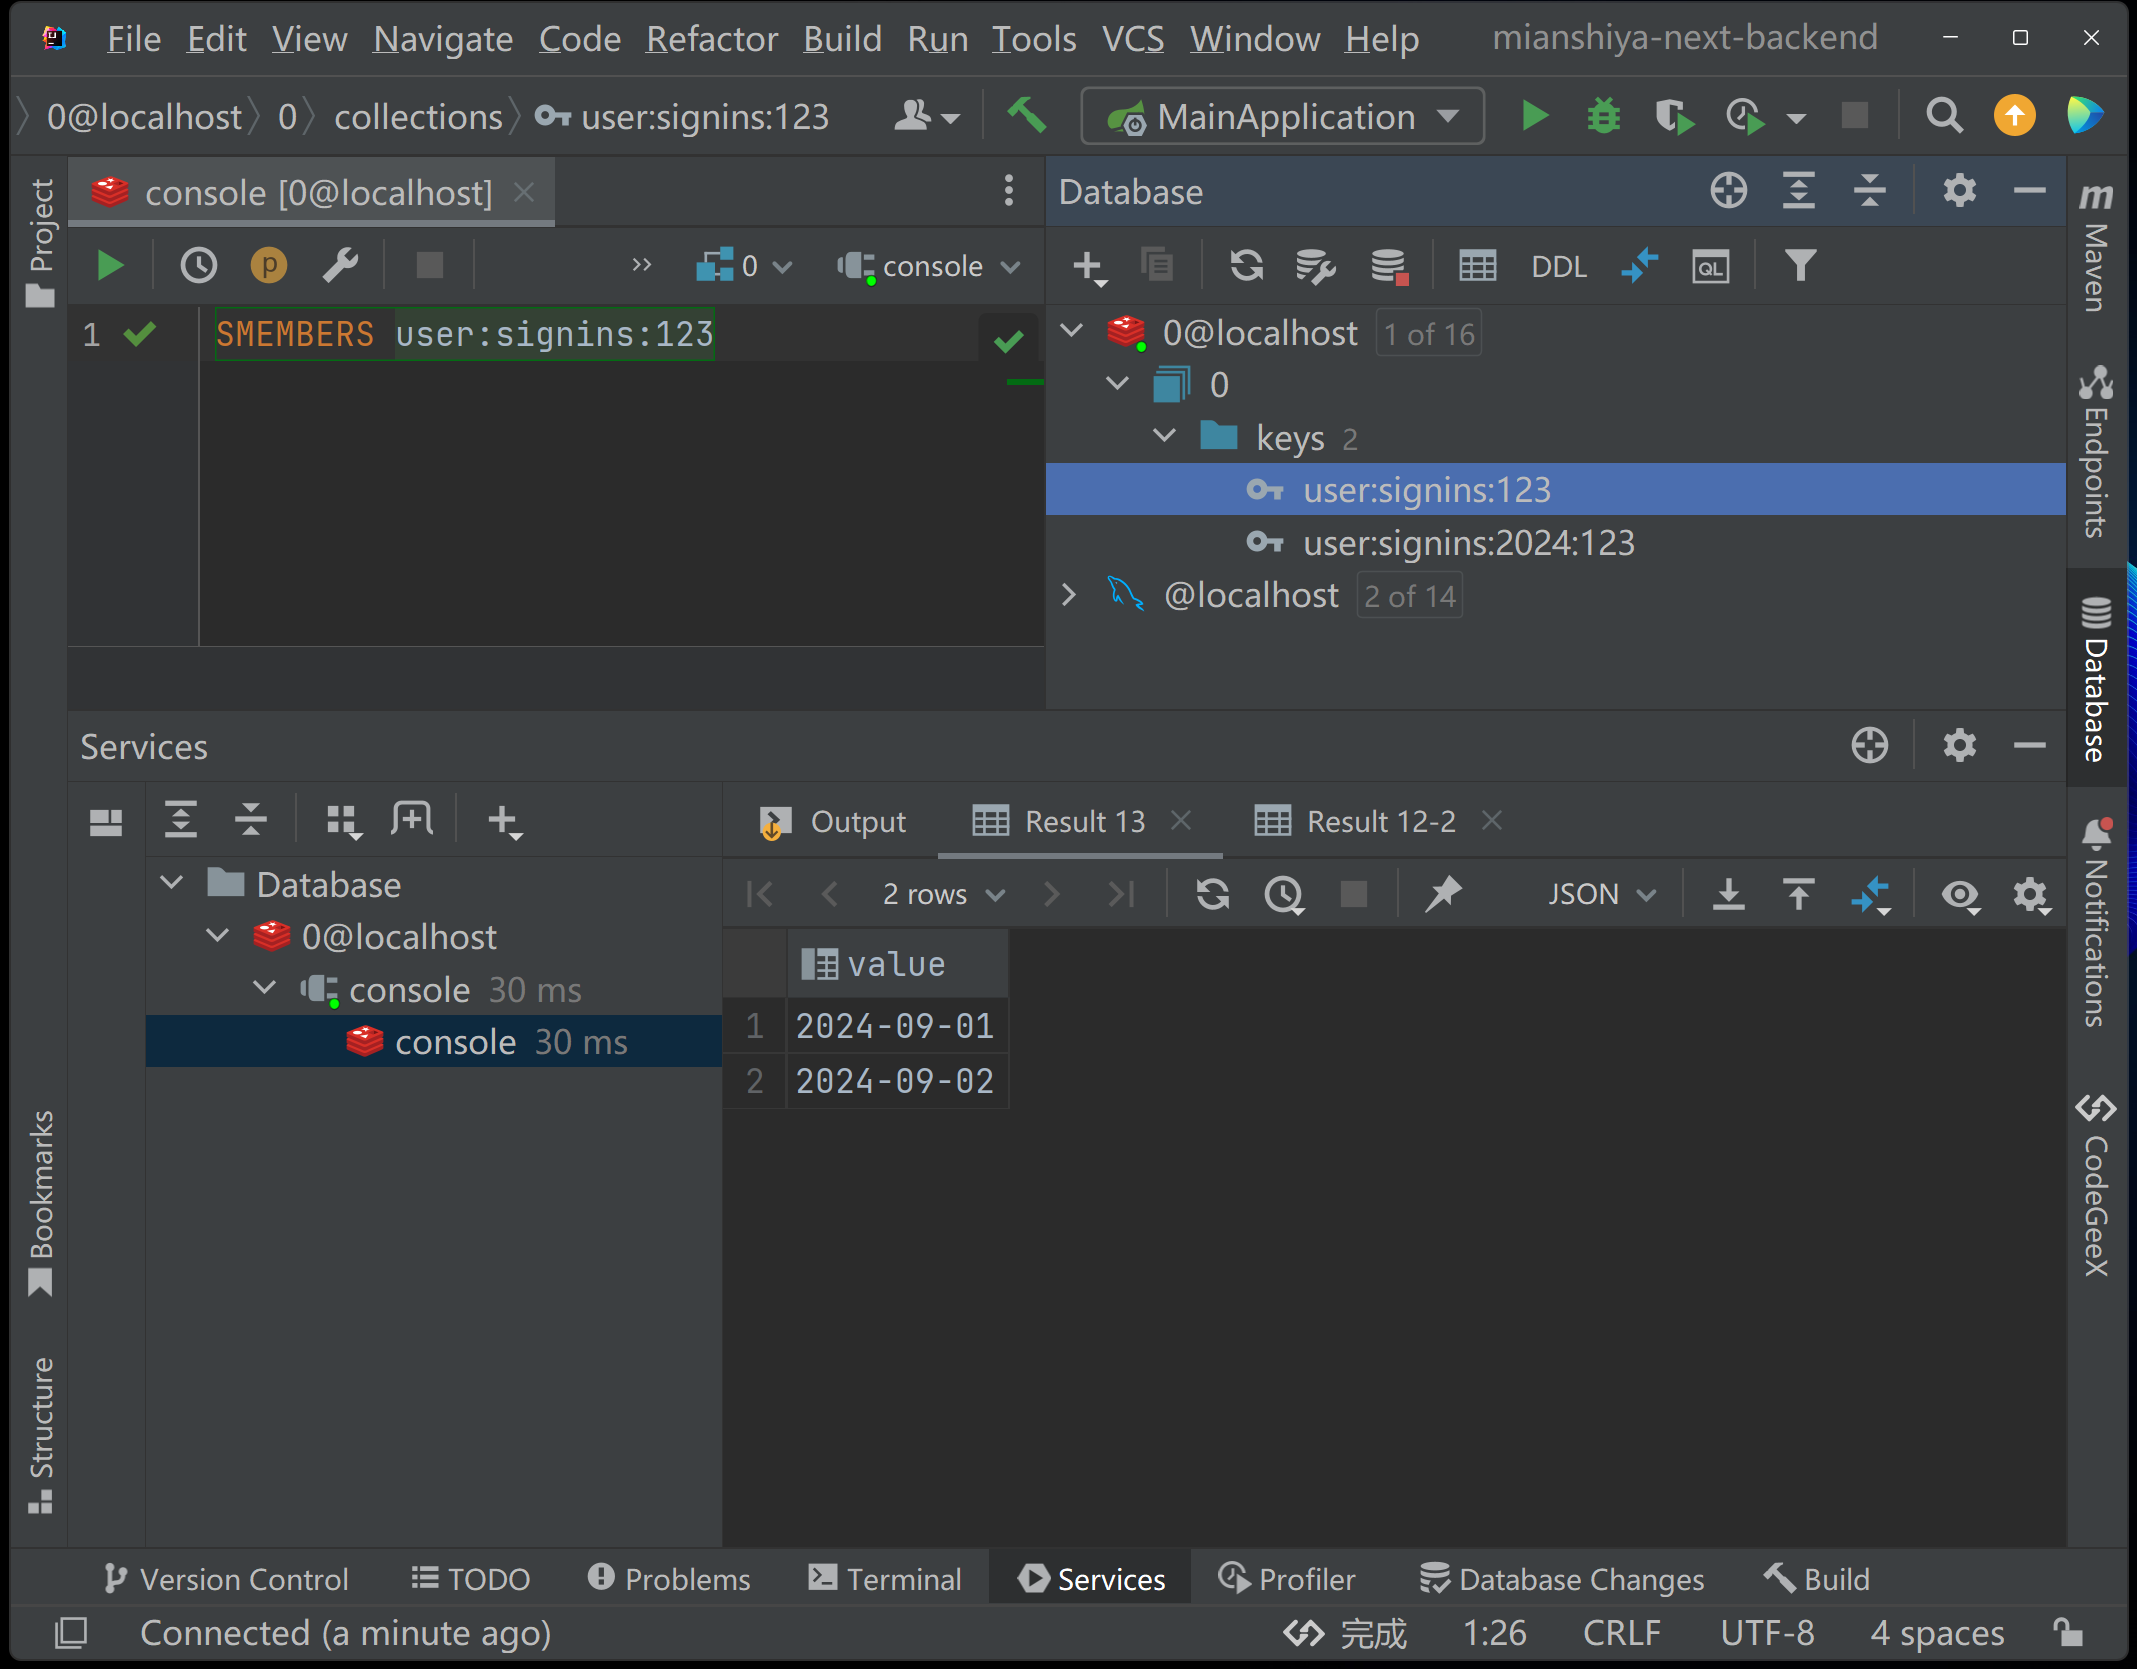 File Edit View Navigate Code Refactor Build Run Tools VCS Window Help mianshiya-next-backend
0@localhost 0 collections user:signins:123 MainApplication
Project
console [0@localhost]
0 console
1 SMEMBERS user:signins:123
Database
DDL
0@localhost 1 of 16
0
keys 2
user:signins:123
user:signins:2024:123
@localhost 2 of 14
Maven
Endpoints
Database
Notifications
CodeGeeX
Services
Output Result 13 Result 12-2
Database
0@localhost
console 30 ms
console 30 ms
2 rows JSON
value
1 2024-09-01
2 2024-09-02
Bookmarks
Structure
Version Control TODO Problems Terminal Services Profiler Database Changes Build
Connected (a minute ago) 完成 1:26 CRLF UTF-8 4 spaces